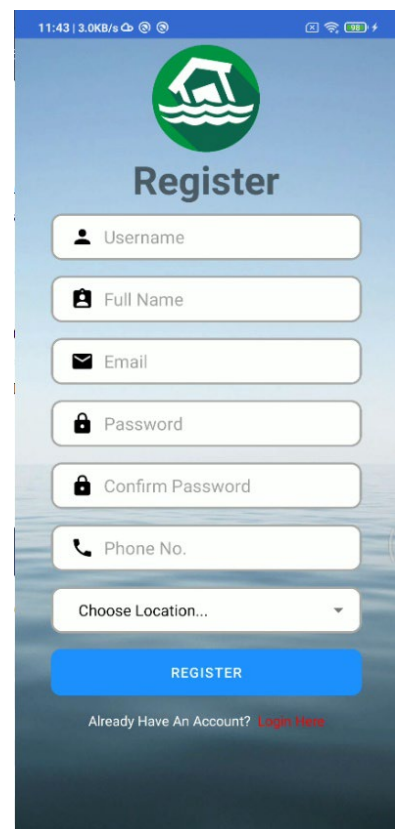 11:43 | 3.0KB/s
98
Register
Username
Full Name
Email
Password
Confirm Password
Phone No.
Choose Location...
REGISTER
Already Have An Account? Login Here